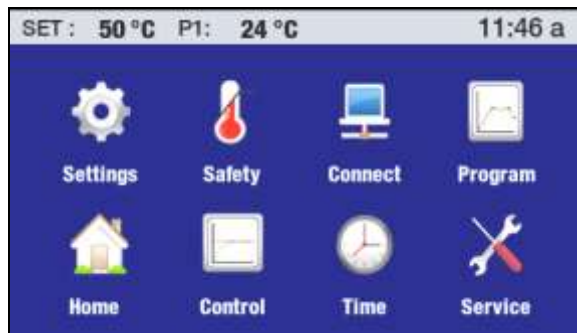 SET : 50 °C P1: 24 °C 11:46 a
Settings Safety Connect Program
Home Control Time Service